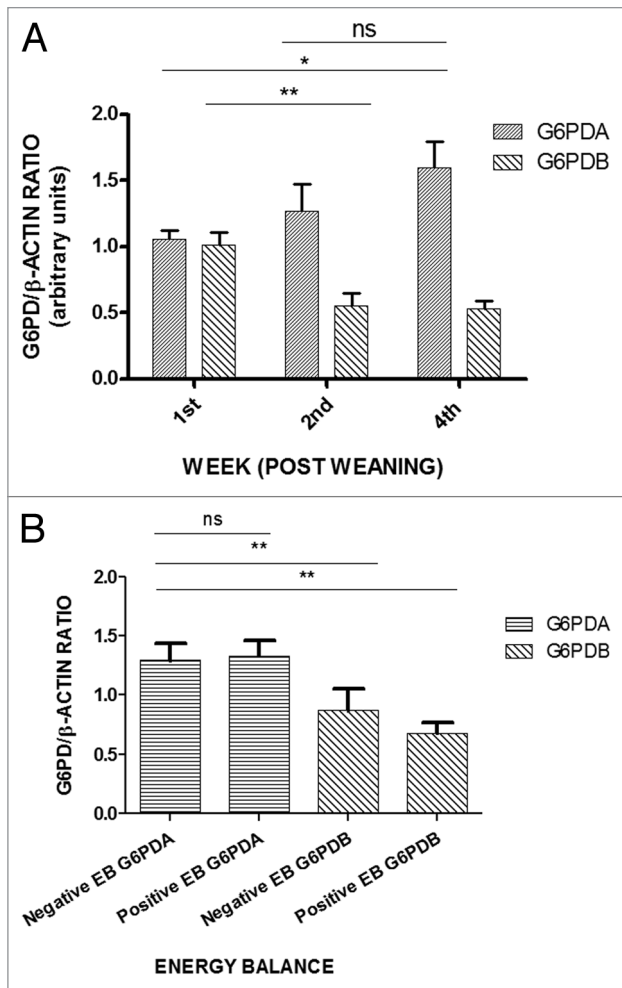 A
ns
*
**
G6PD/β-ACTIN RATIO
(arbitrary units)
2.0
1.5
1.0
0.5
0.0
G6PDA
G6PDB
1st
2nd
4th
WEEK (POST WEANING)
B
ns
**
**
G6PD/β-ACTIN RATIO
2.0
1.5
1.0
0.5
0.0
G6PDA
G6PDB
Negative EB G6PDA
Positive EB G6PDA
Negative EB G6PDB
Positive EB G6PDB
ENERGY BALANCE